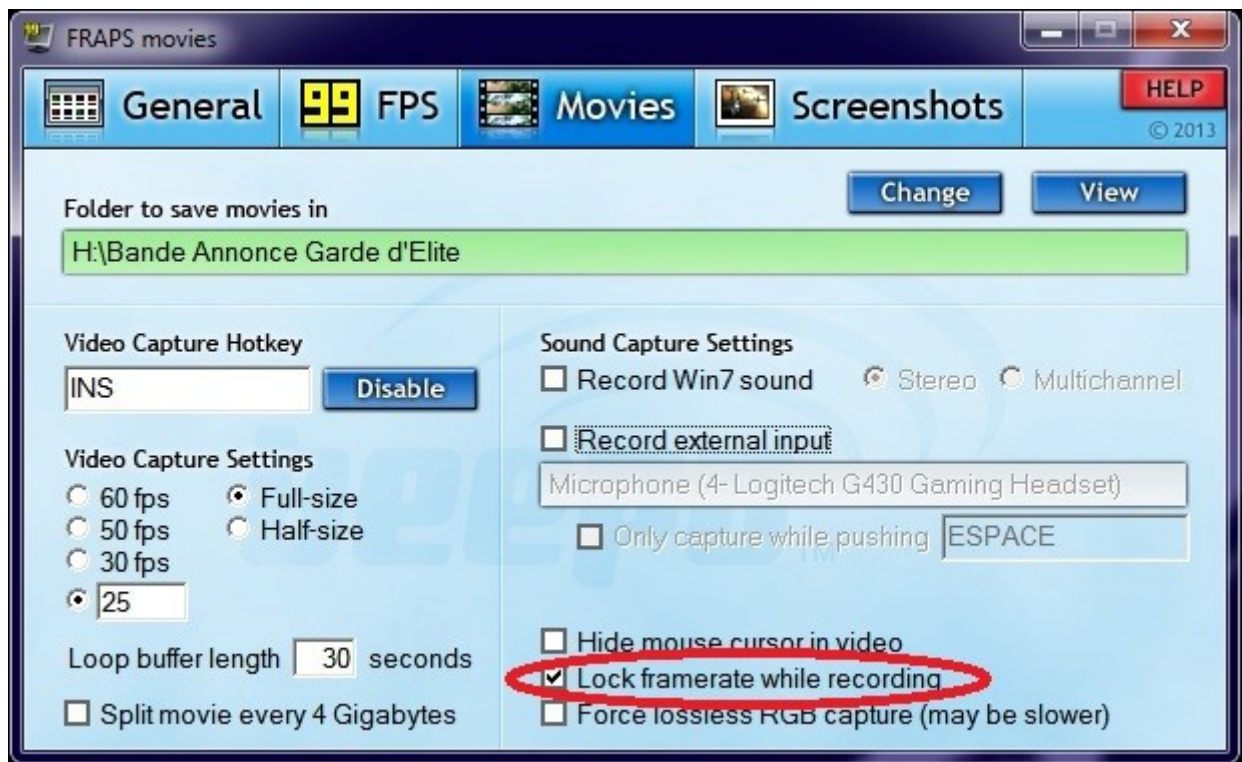 FRAPS movies
General
99 FPS
Movies
Screenshots
HELP
© 2013
Change
View
Folder to save movies in
H:\Bande Annonce Garde d'Elite
Video Capture Hotkey
INS
Disable
Video Capture Settings
60 fps
Full-size
50 fps
Half-size
30 fps
25
Loop buffer length 30 seconds
Split movie every 4 Gigabytes
Sound Capture Settings
Record Win7 sound
Stereo
Multichannel
Record external input
Microphone (4- Logitech G430 Gaming Headset)
Only capture while pushing ESPACE
Hide mouse cursor in video
Lock framerate while recording
Force lossless RGB capture (may be slower)
beepa
TM